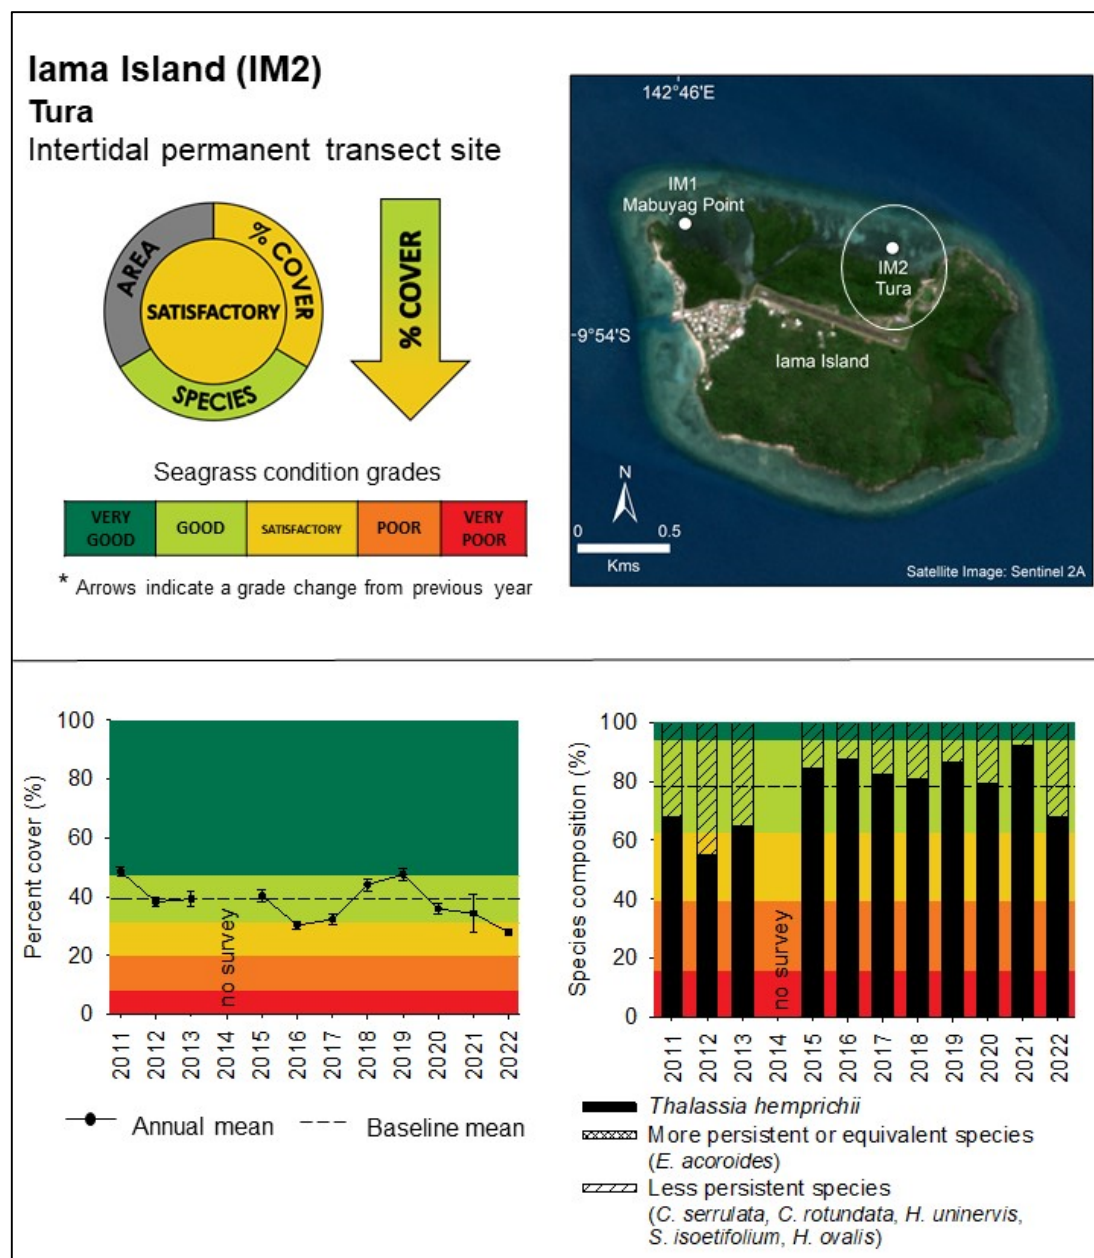 Iama Island (IM2)
Tura
Intertidal permanent transect site
AREA
% COVER
SATISFACTORY
SPECIES
% COVER
Seagrass condition grades
VERY GOOD
GOOD
SATISFACTORY
POOR
VERY POOR
* Arrows indicate a grade change from previous year
142°46'E
IM1
Mabuyag Point
IM2
Tura
9°54'S
Iama Island
N
0 0.5
Kms
Satellite Image: Sentinel 2A
Percent cover (%)
100
80
60
40
20
0
no survey
2011 2012 2013 2014 2015 2016 2017 2018 2019 2020 2021 2022
Annual mean
Baseline mean
Species composition (%)
100
80
60
40
20
0
no survey
2011 2012 2013 2014 2015 2016 2017 2018 2019 2020 2021 2022
Thalassia hemprichii
More persistent or equivalent species
(E. acoroides)
Less persistent species
(C. serrulata, C. rotundata, H. uninervis,
S. isoetifolium, H. ovalis)